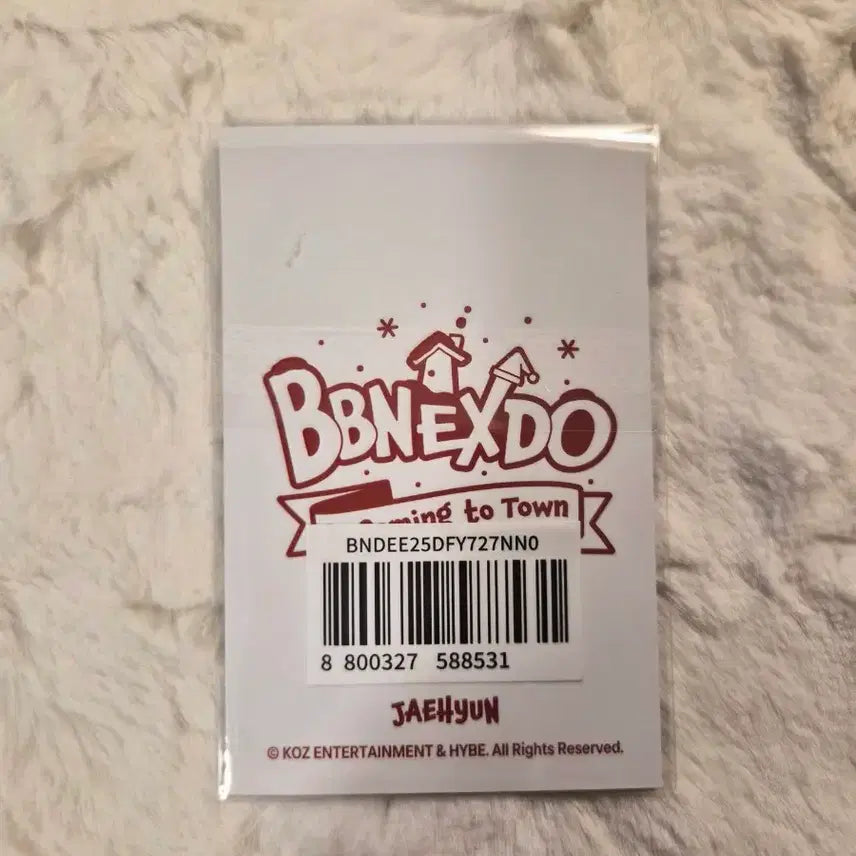 BBNEXDO
Coming to Town
BNDEE25DFY727NN0
8 800327 588531
JAEHYUN
© KOZ ENTERTAINMENT & HYBE. All Rights Reserved.